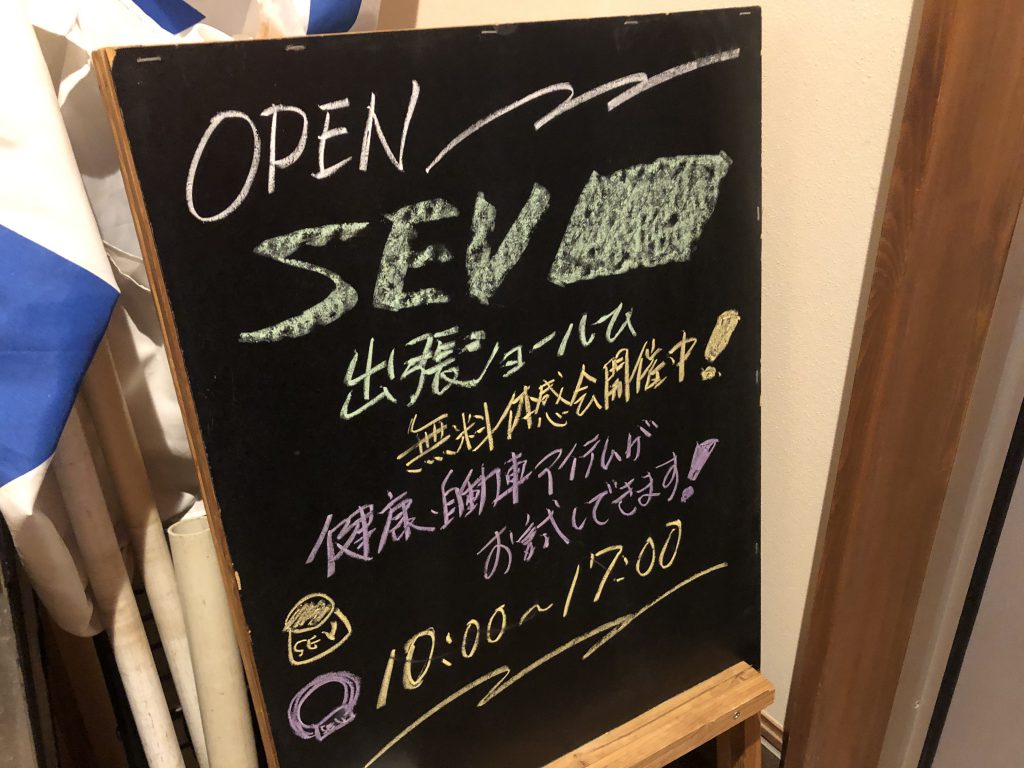 OPEN
SEV
出張ショールム
無料体感会開催中！
健康・自動車アイテムが
お試しできます！
10:00～17:00
SEV
SEV